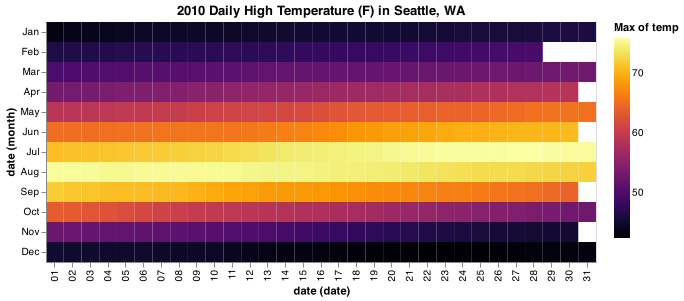 2010 Daily High Temperature (F) in Seattle, WA
Max of temp
70
60
50
date (month)
Jan
Feb
Mar
Apr
May
Jun
Jul
Aug
Sep
Oct
Nov
Dec
01 02 03 04 05 06 07 08 09 10 11 12 13 14 15 16 17 18 19 20 21 22 23 24 25 26 27 28 29 30 31
date (date)